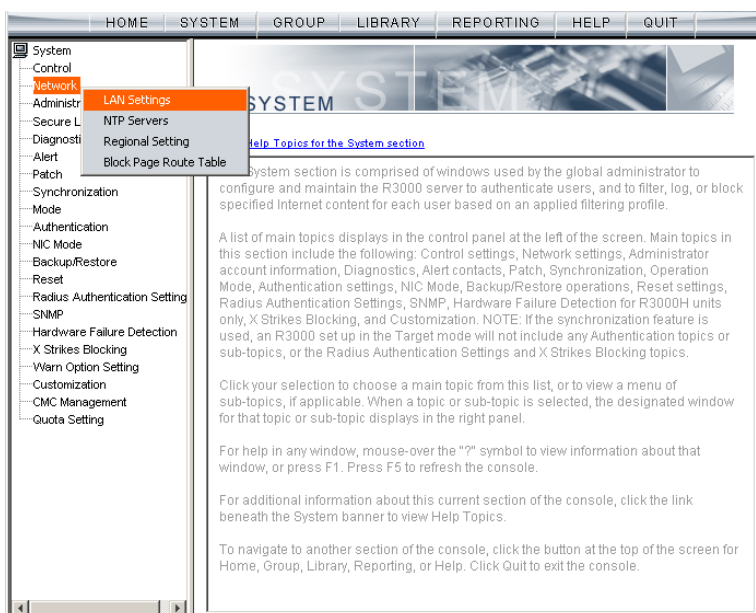 HOME SYSTEM GROUP LIBRARY REPORTING HELP QUIT
System
Control
Network
LAN Settings
NTP Servers
Regional Setting
Block Page Route Table
Administr
Secure L
Diagnosti
Alert
Patch
Synchronization
Mode
Authentication
NIC Mode
Backup/Restore
Reset
Radius Authentication Setting
SNMP
Hardware Failure Detection
X Strikes Blocking
Warn Option Setting
Customization
CMC Management
Quota Setting
SYSTEM
YSTEM
Help Topics for the System section
System section is comprised of windows used by the global administrator to
configure and maintain the R3000 server to authenticate users, and to filter, log, or block
specified Internet content for each user based on an applied filtering profile.
A list of main topics displays in the control panel at the left of the screen. Main topics in
this section include the following: Control settings, Network settings, Administrator
account information, Diagnostics, Alert contacts, Patch, Synchronization, Operation
Mode, Authentication settings, NIC Mode, Backup/Restore operations, Reset settings,
Radius Authentication Settings, SNMP, Hardware Failure Detection for R3000H units
only, X Strikes Blocking, and Customization. NOTE: If the synchronization feature is
used, an R3000 set up in the Target mode will not include any Authentication topics or
sub-topics, or the Radius Authentication Settings and X Strikes Blocking topics.
Click your selection to choose a main topic from this list, or to view a menu of
sub-topics, if applicable. When a topic or sub-topic is selected, the designated window
for that topic or sub-topic displays in the right panel.
For help in any window, mouse-over the "?" symbol to view information about that
window, or press F1. Press F5 to refresh the console.
For additional information about this current section of the console, click the link
beneath the System banner to view Help Topics.
To navigate to another section of the console, click the button at the top of the screen for
Home, Group, Library, Reporting, or Help. Click Quit to exit the console.